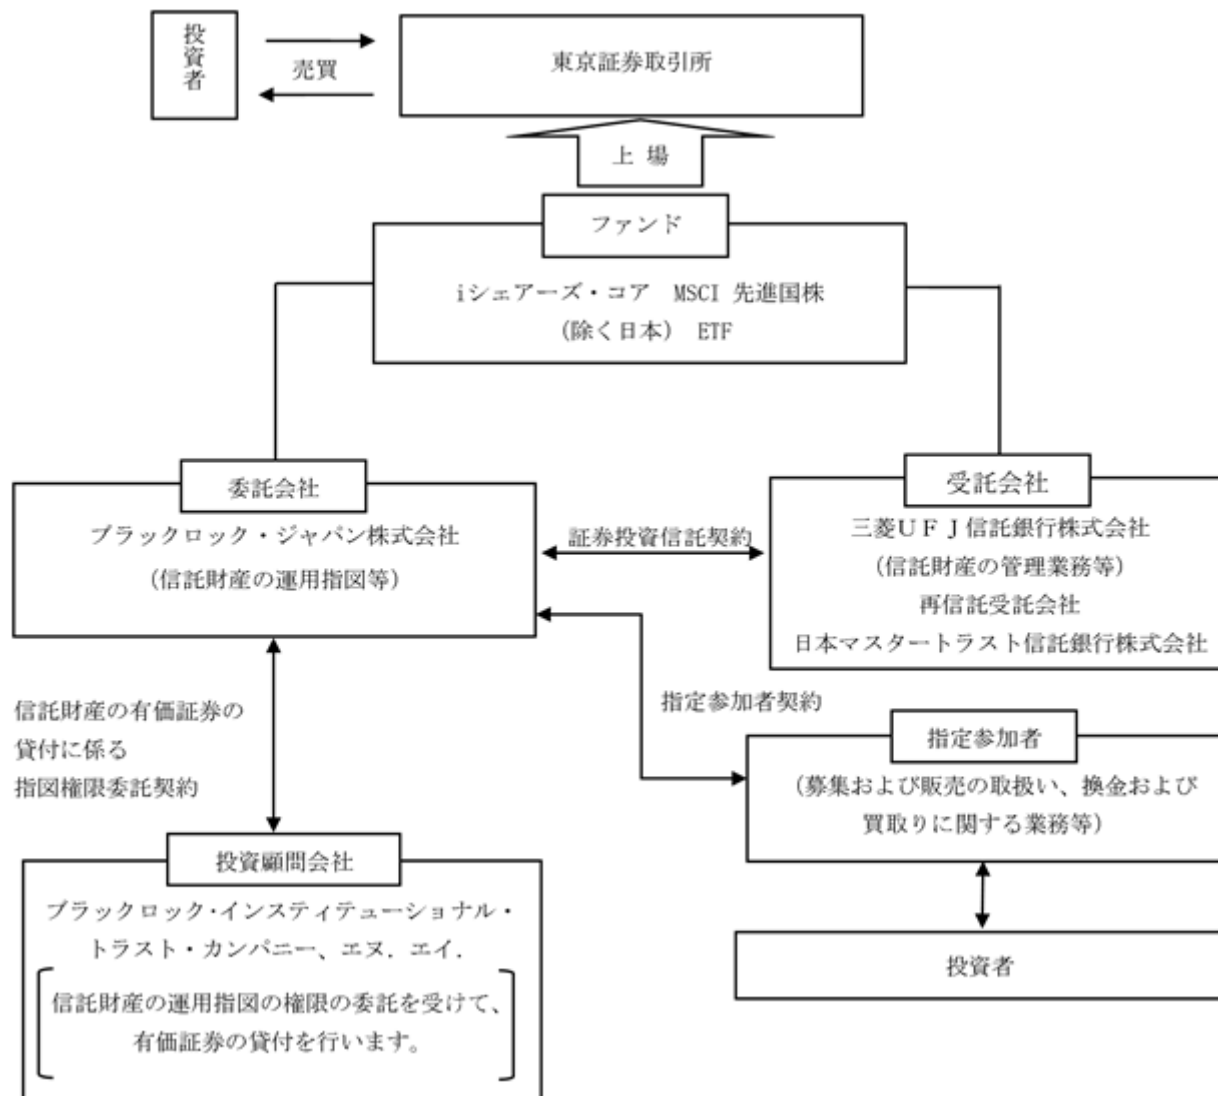 投資者
売買
東京証券取引所
上 場
ファンド
iシェアーズ・コア MSCI 先進国株
(除く日本) ETF
委託会社
ブラックロック・ジャパン株式会社
(信託財産の運用指図等)
証券投資信託契約
受託会社
三菱UFJ信託銀行株式会社
(信託財産の管理業務等)
再信託受託会社
日本マスタートラスト信託銀行株式会社
信託財産の有価証券の
貸付に係る
指図権限委託契約
指定参加者契約
指定参加者
(募集および販売の取扱い、換金および
買取りに関する業務等)
投資顧問会社
ブラックロック・インスティテューショナル・
トラスト・カンパニー、エヌ.エイ.
信託財産の運用指図の権限の委託を受けて、
有価証券の貸付を行います。
投資者